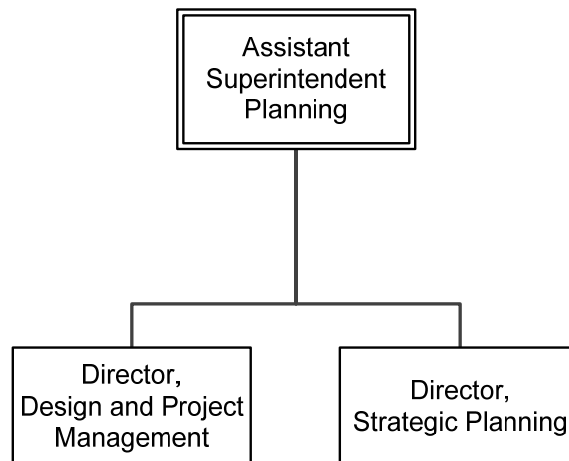 Assistant
Superintendent
Planning
Director,
Design and Project
Management
Director,
Strategic Planning